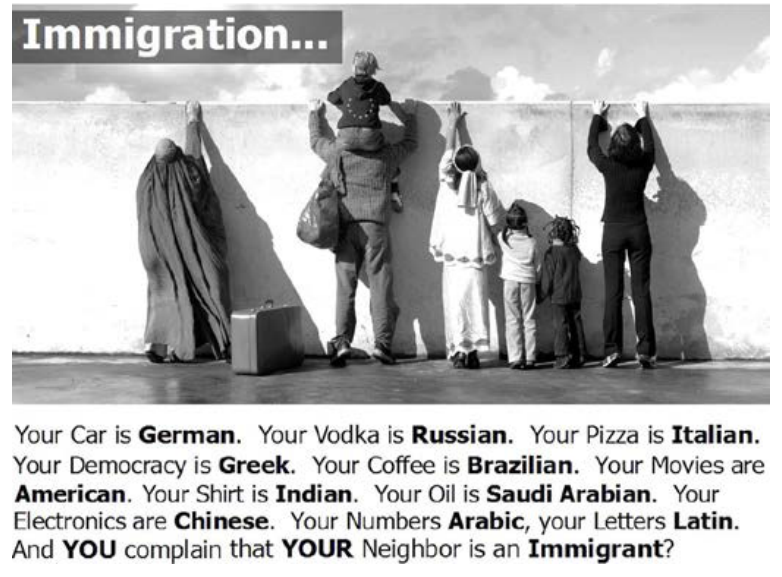 Immigration...
Your Car is German. Your Vodka is Russian. Your Pizza is Italian.
Your Democracy is Greek. Your Coffee is Brazilian. Your Movies are
American. Your Shirt is Indian. Your Oil is Saudi Arabian. Your
Electronics are Chinese. Your Numbers Arabic, your Letters Latin.
And YOU complain that YOUR Neighbor is an Immigrant?